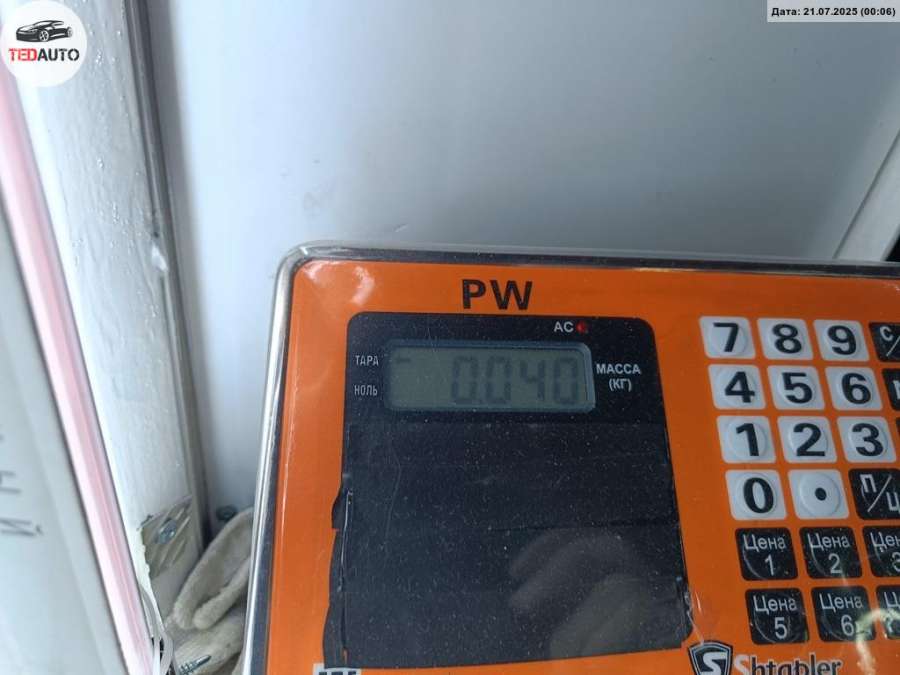 Дата: 21.07.2025 (00:06)
TEDAUTO
PW
AC
ТАРА
НОЛЬ
0.040
МАССА
(КГ)
7 8 9 С/
4 5 6
1 2 3
0 • П/Ц
Цена 1
Цена 2
Цена 5
Цена 6
Shtabler